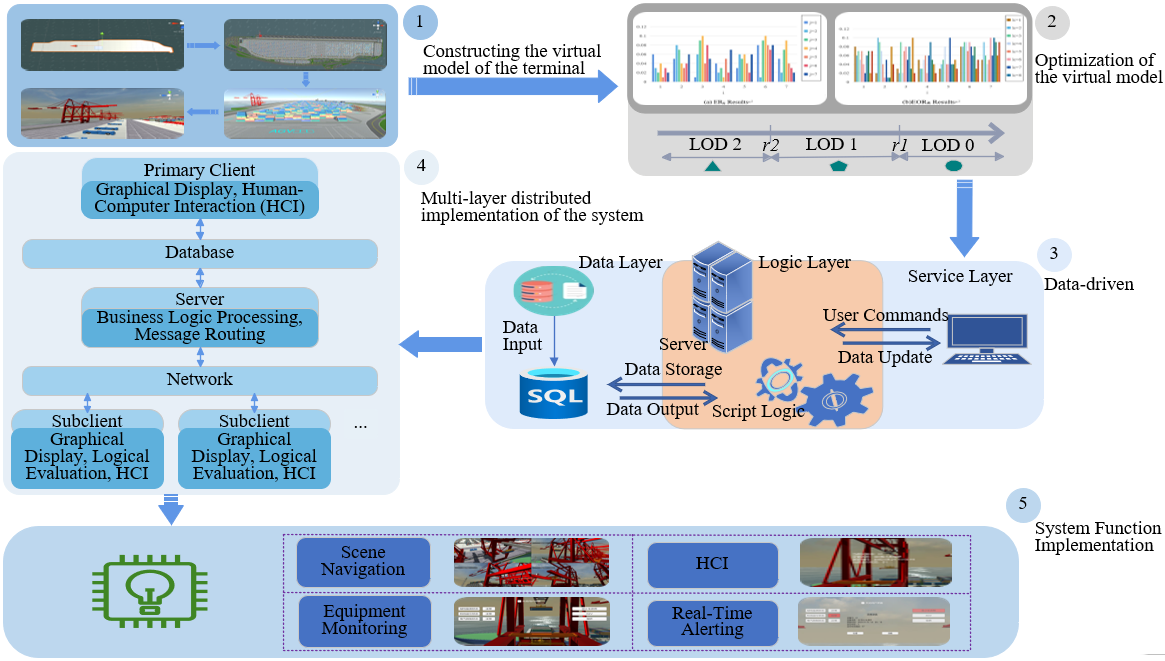 1
Constructing the virtual
model of the terminal
2
Optimization of
the virtual model
(a) ER₈ Results
(b)EOR₈ Results
LOD 2
r2
LOD 1
r1
LOD 0
3
Data-driven
Data Layer
Logic Layer
Service Layer
Data
Input
SQL
Server
Data Storage
Data Output
Script Logic
User Commands
Data Update
4
Multi-layer distributed
implementation of the system
Primary Client
Graphical Display, Human-
Computer Interaction (HCI)
Database
Server
Business Logic Processing,
Message Routing
Network
Subclient
Graphical
Display, Logical
Evaluation, HCI
Subclient
Graphical
Display, Logical
Evaluation, HCI
...
5
System Function
Implementation
Scene
Navigation
HCI
Equipment
Monitoring
Real-Time
Alerting